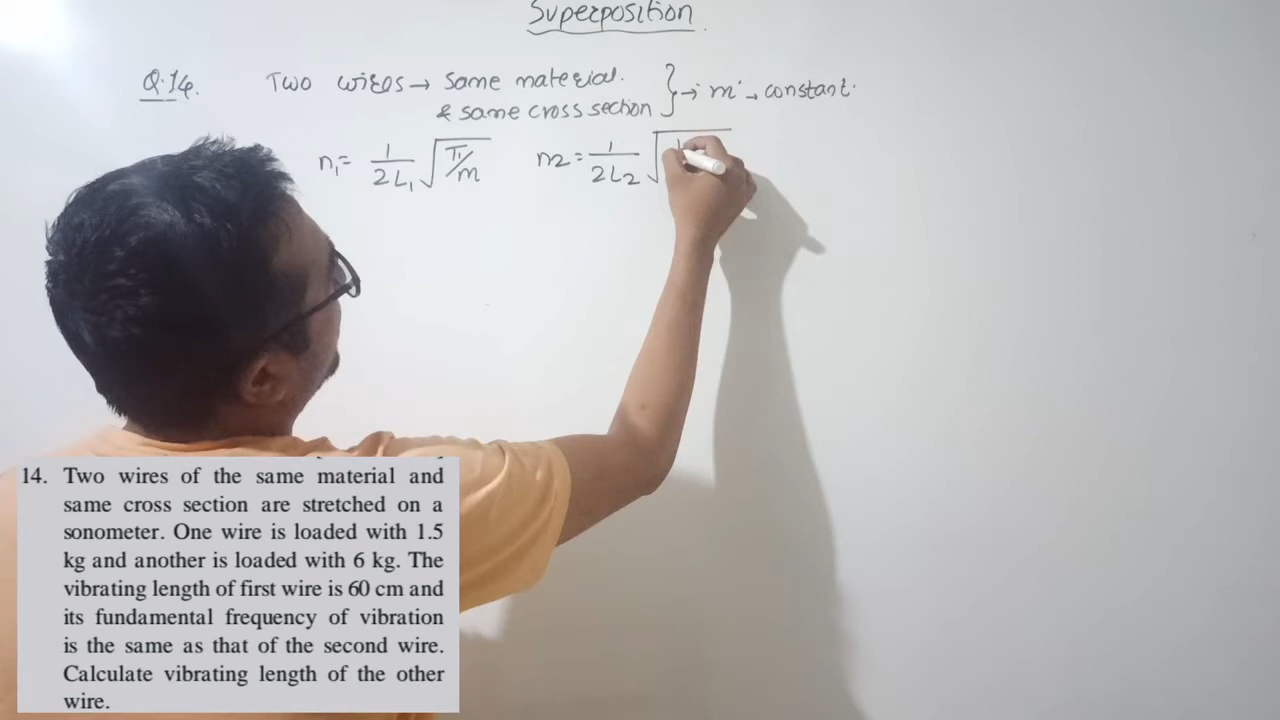 Superposition
Q.14. Two wires → same material.
& same cross section } → 'm' → constant.
n₁ = 1/2L₁ √T₁/m n₂ = 1/2L₂ √
14. Two wires of the same material and
same cross section are stretched on a
sonometer. One wire is loaded with 1.5
kg and another is loaded with 6 kg. The
vibrating length of first wire is 60 cm and
its fundamental frequency of vibration
is the same as that of the second wire.
Calculate vibrating length of the other
wire.